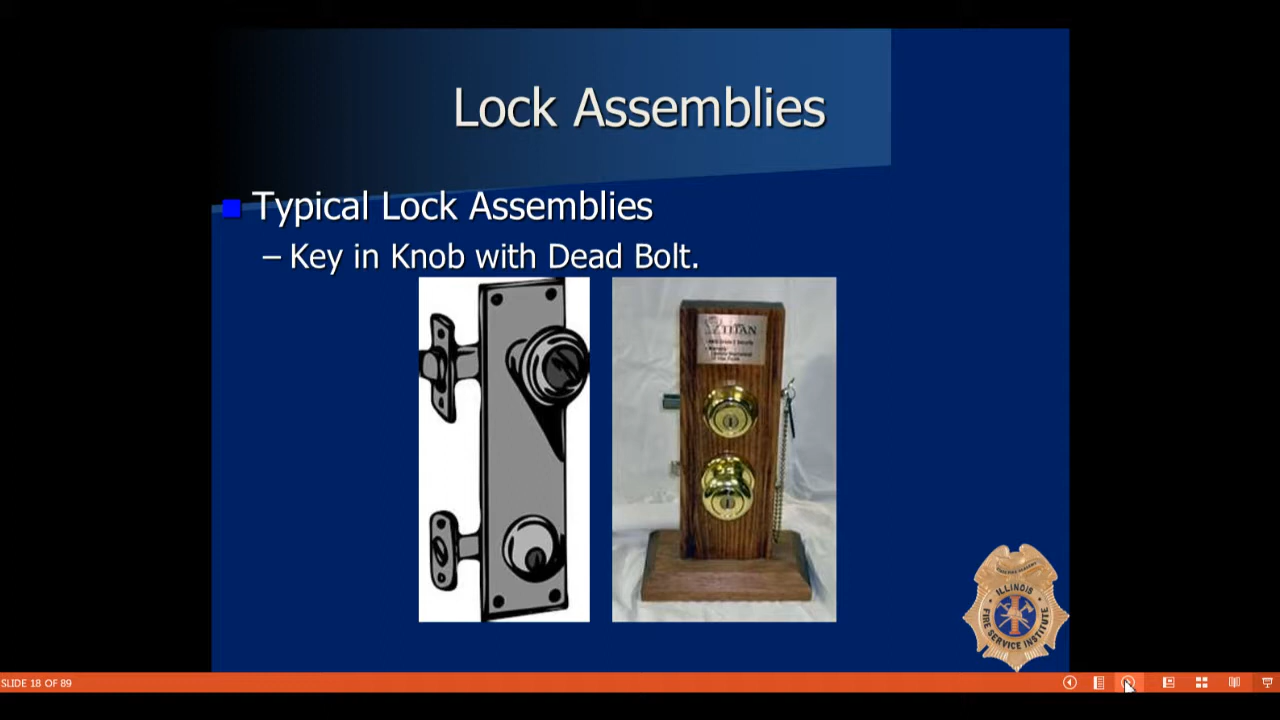 Lock Assemblies
Typical Lock Assemblies
– Key in Knob with Dead Bolt.
TITAN
ILLINOIS
FIRE SERVICE INSTITUTE
SLIDE 18 OF 89